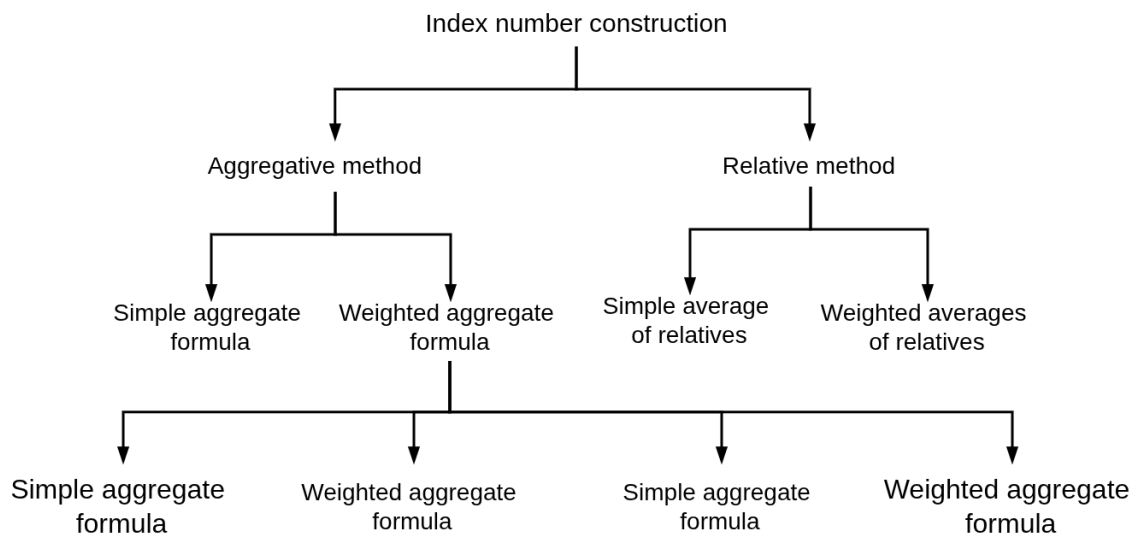 Index number construction
Aggregative method
Relative method
Simple aggregate
formula
Weighted aggregate
formula
Simple average
of relatives
Weighted averages
of relatives
Simple aggregate
formula
Weighted aggregate
formula
Simple aggregate
formula
Weighted aggregate
formula